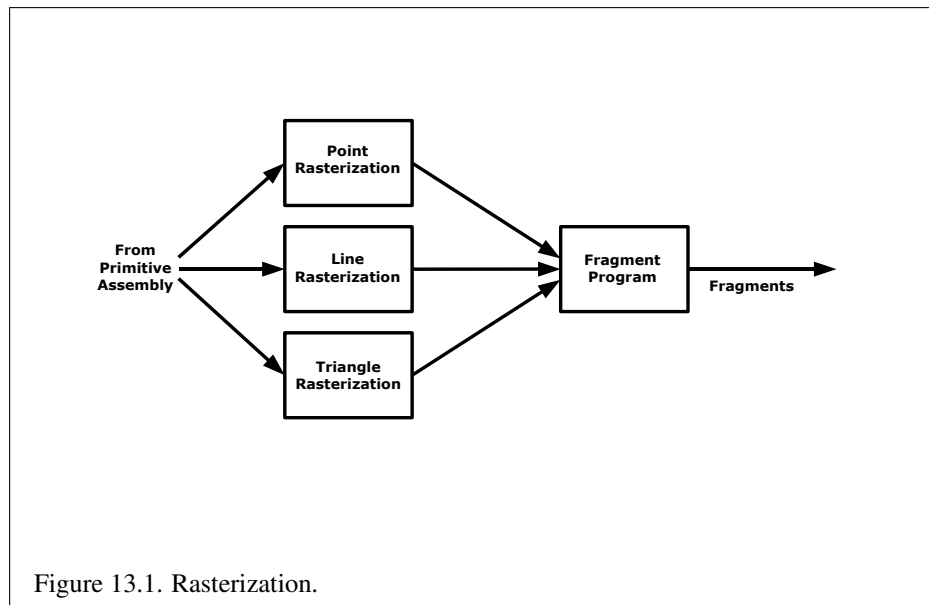 Point
Rasterization
From
Primitive
Assembly
Line
Rasterization
Fragment
Program
Fragments
Triangle
Rasterization
Figure 13.1. Rasterization.